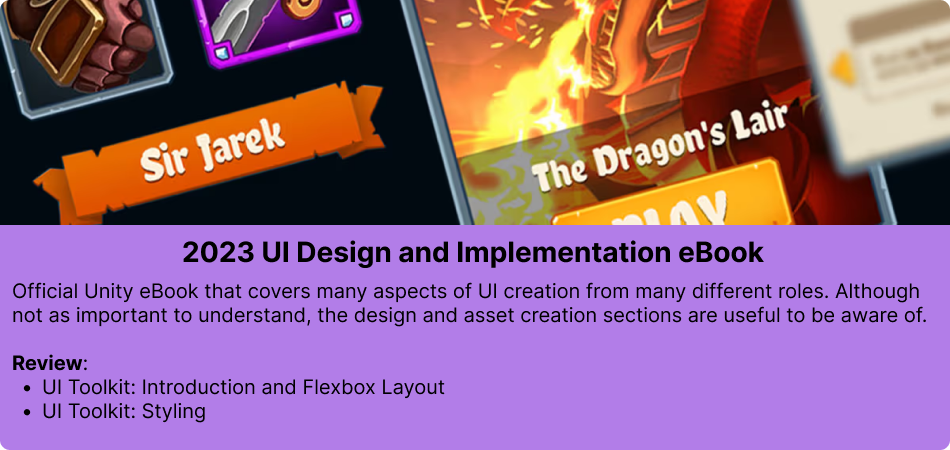 Sir Jarek
The Dragon's Lair
PLAY
2023 UI Design and Implementation eBook
Official Unity eBook that covers many aspects of UI creation from many different roles. Although
not as important to understand, the design and asset creation sections are useful to be aware of.
Review:
• UI Toolkit: Introduction and Flexbox Layout
• UI Toolkit: Styling